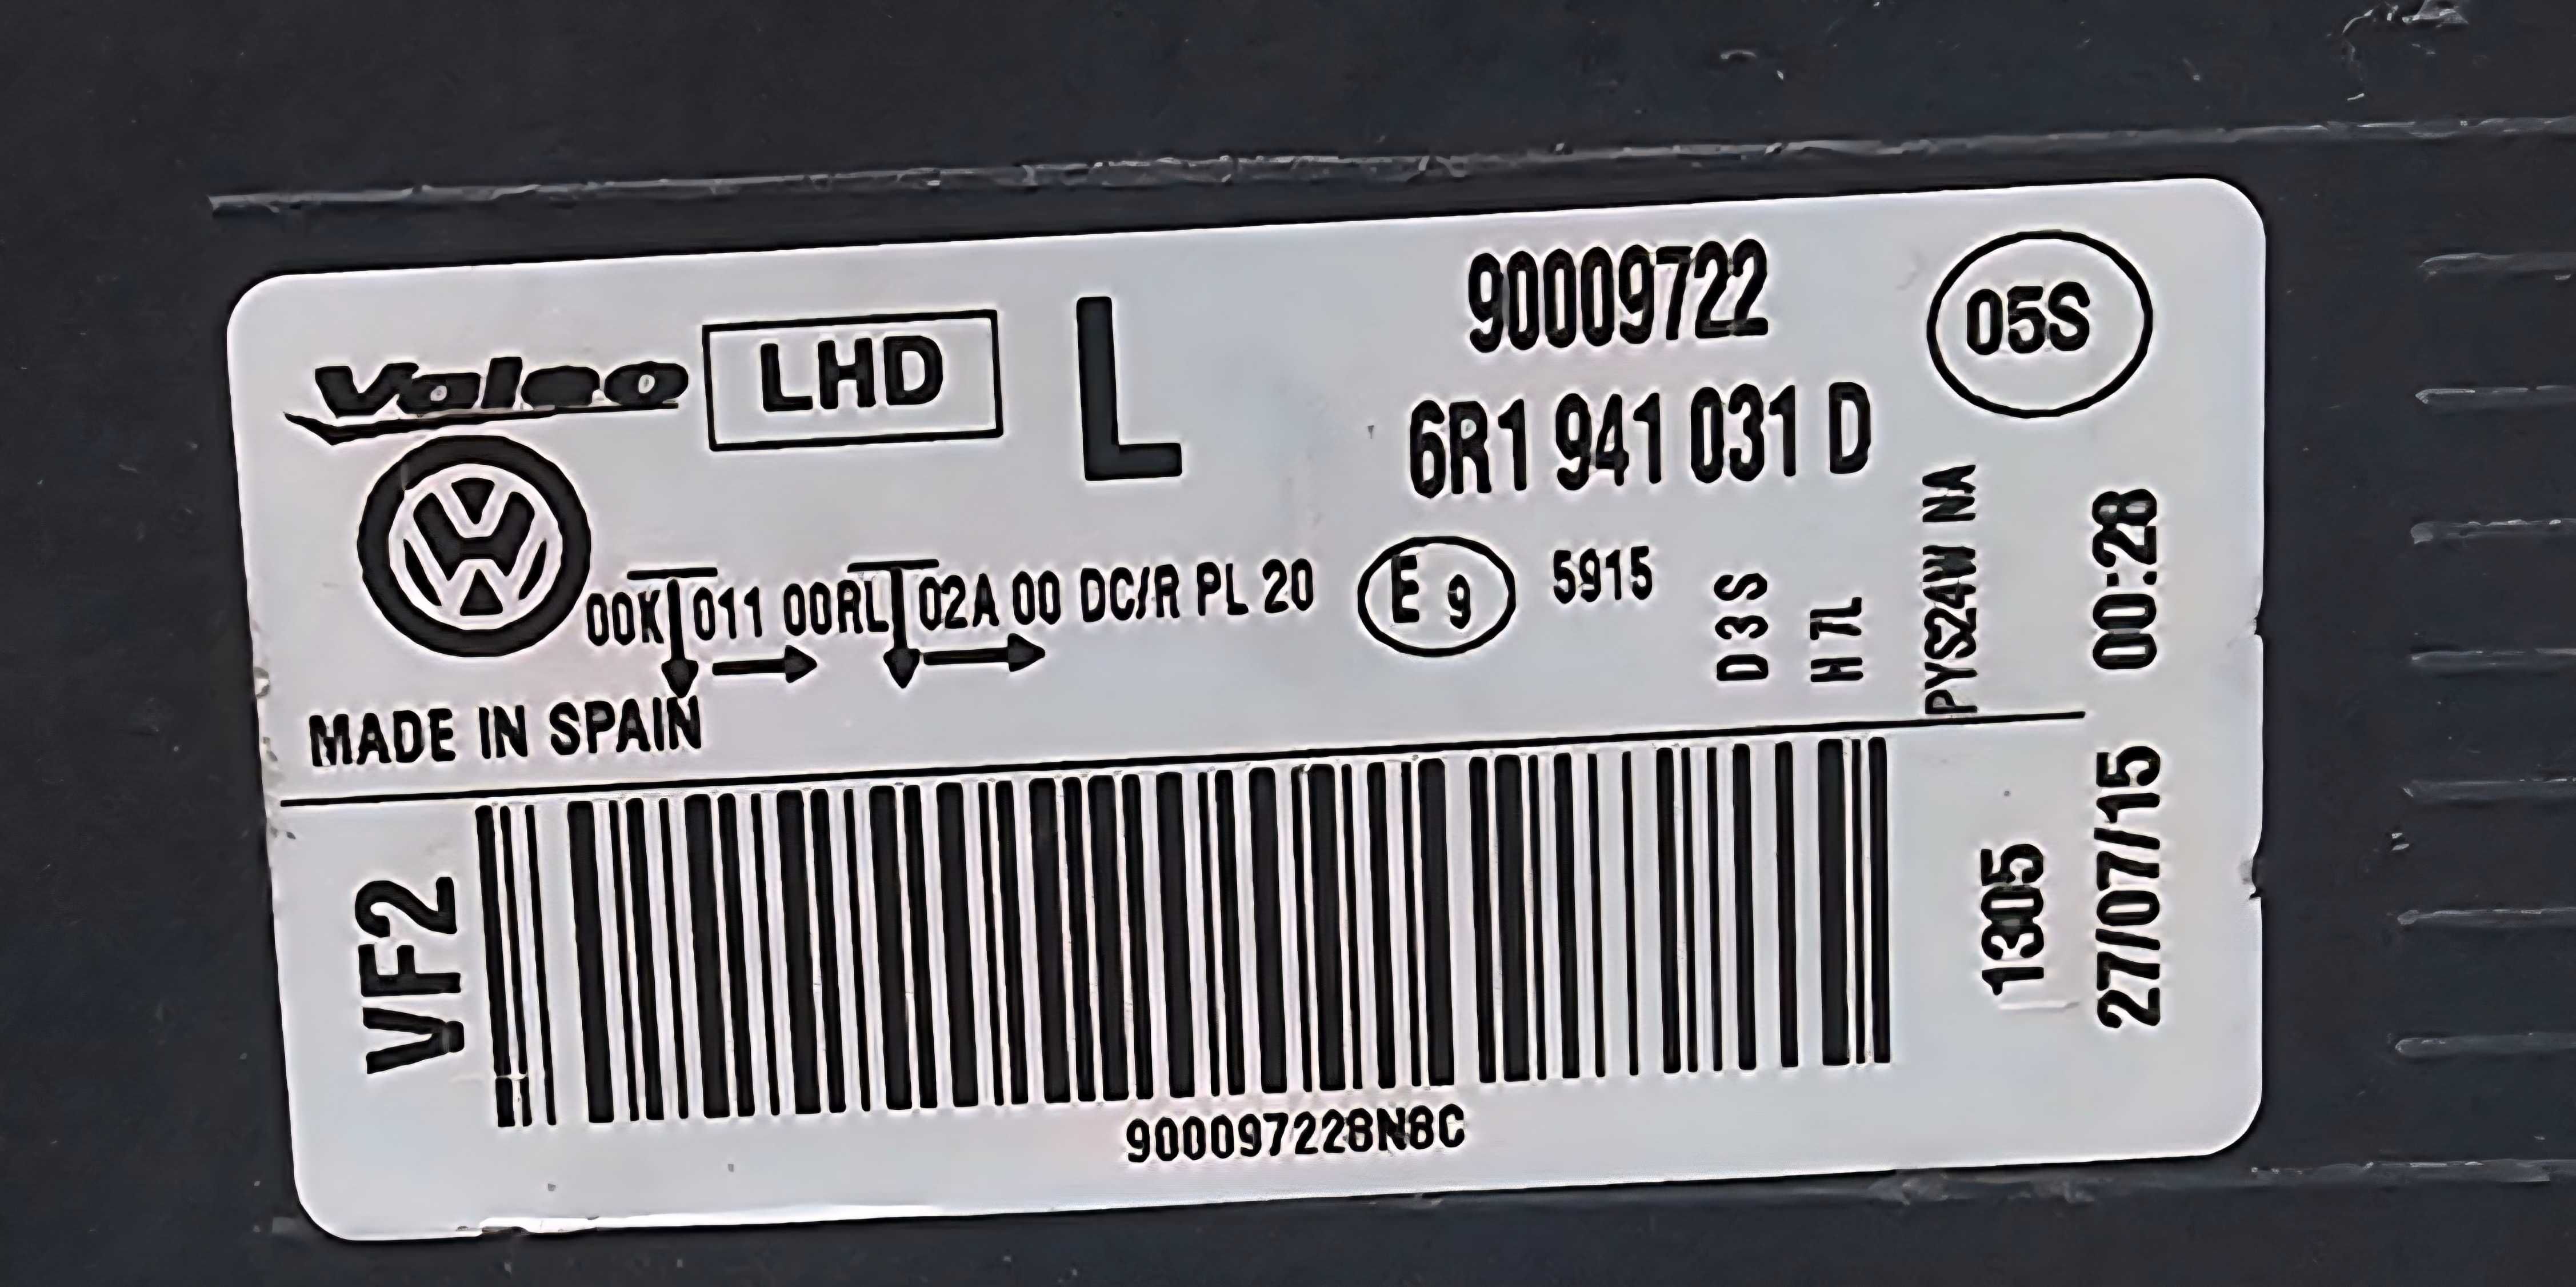 Valeo
LHD
L
90009722
05S
6R1 941 031 D
00K 011 00RL 02A 00 DC/R PL 20
E 9
5915
D3S
H7L
PYS24W NA
00:28
MADE IN SPAIN
VF2
1305
27/07/15
900097228N8C